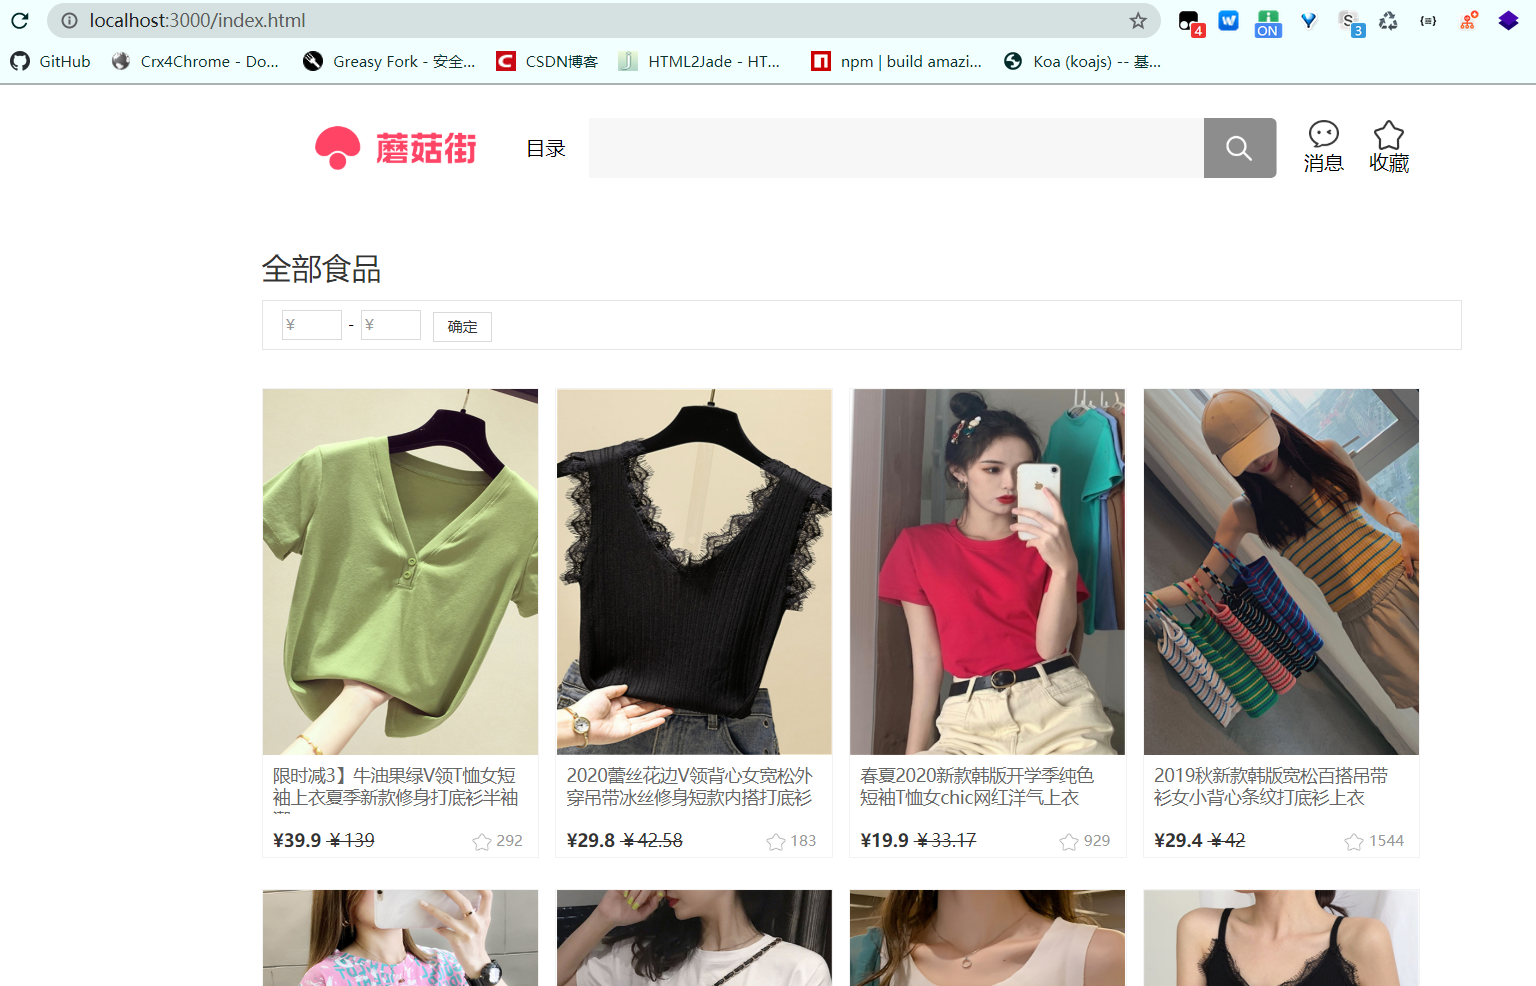 localhost:3000/index.html
4
W
ON
S
3
{≡}
GitHub
Crx4Chrome - Do...
Greasy Fork - 安全...
CSDN博客
HTML2Jade - HT...
npm | build amazi...
Koa (koajs) -- 基...
蘑菇街
目录
消息
收藏
全部食品
¥ - ¥ 确定
限时减3】牛油果绿V领T恤女短
袖上衣夏季新款修身打底衫半袖
¥39.9 ¥139 292
2020蕾丝花边V领背心女宽松外
穿吊带冰丝修身短款内搭打底衫
¥29.8 ¥42.58 183
春夏2020新款韩版开学季纯色
短袖T恤女chic网红洋气上衣
¥19.9 ¥33.17 929
2019秋新款韩版宽松百搭吊带
衫女小背心条纹打底衫上衣
¥29.4 ¥42 1544